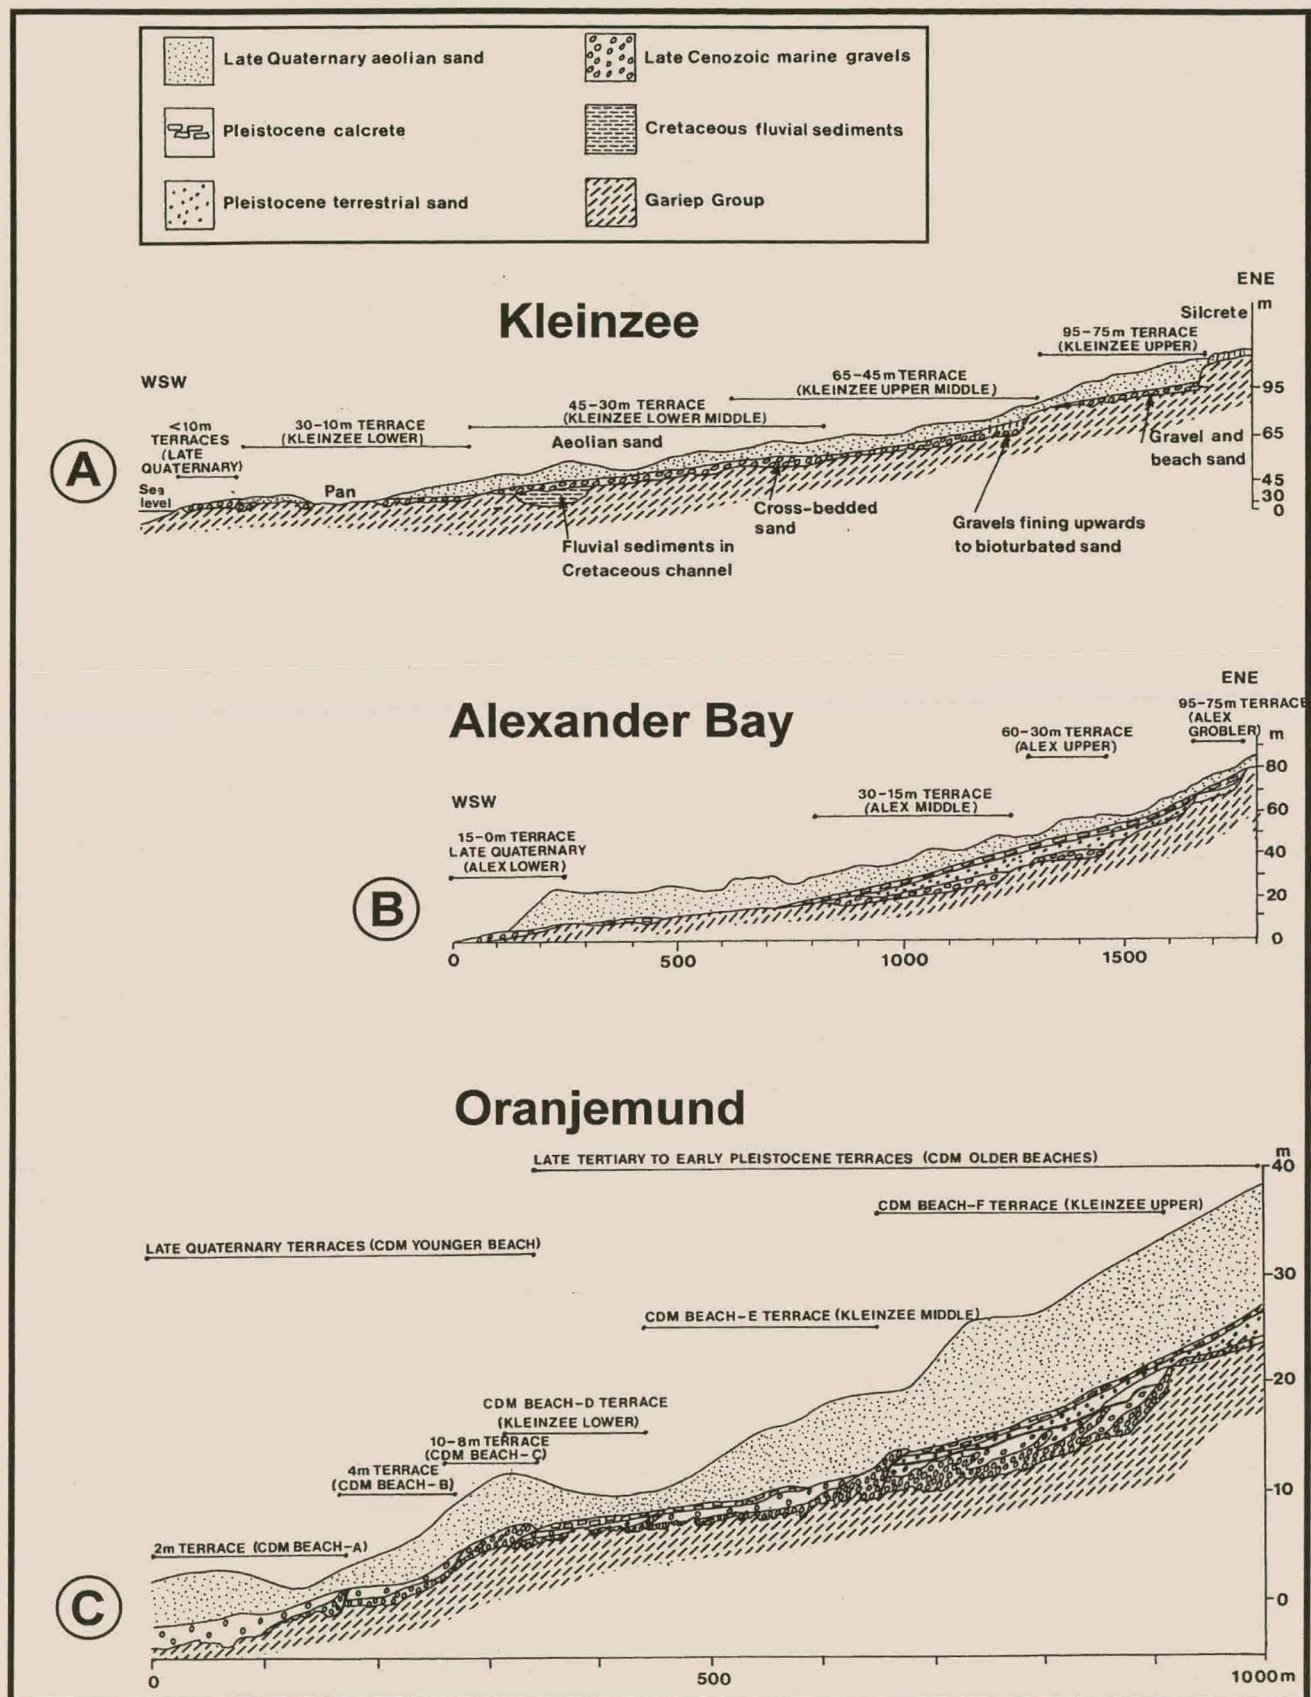 Late Quaternary aeolian sand
Late Cenozoic marine gravels
Pleistocene calcrete
Cretaceous fluvial sediments
Pleistocene terrestrial sand
Gariep Group
Kleinzee
ENE
m
Silcrete
95-75m TERRACE
(KLEINZEE UPPER)
WSW
65-45m TERRACE
(KLEINZEE UPPER MIDDLE)
95
<10m
TERRACES
(LATE
QUATERNARY)
30-10m TERRACE
(KLEINZEE LOWER)
45-30m TERRACE
(KLEINZEE LOWER MIDDLE)
Aeolian sand
65
A
Gravel and
beach sand
Sea
level
Pan
45
30
0
Cross-bedded
sand
Gravels fining upwards
to bioturbated sand
Fluvial sediments in
Cretaceous channel
Alexander Bay
ENE
95-75m TERRACE
(ALEX
GROBLER)
m
60-30m TERRACE
(ALEX UPPER)
80
WSW
30-15m TERRACE
(ALEX MIDDLE)
60
15-0m TERRACE
LATE QUATERNARY
(ALEX LOWER)
40
B
20
0
0
500
1000
1500
Oranjemund
LATE TERTIARY TO EARLY PLEISTOCENE TERRACES (CDM OLDER BEACHES)
m
40
CDM BEACH-F TERRACE (KLEINZEE UPPER)
LATE QUATERNARY TERRACES (CDM YOUNGER BEACH)
30
CDM BEACH-E TERRACE (KLEINZEE MIDDLE)
20
CDM BEACH-D TERRACE
(KLEINZEE LOWER)
10-8m TERRACE
(CDM BEACH-C)
4m TERRACE
(CDM BEACH-B)
10
2m TERRACE (CDM BEACH-A)
C
0
0
500
1000m